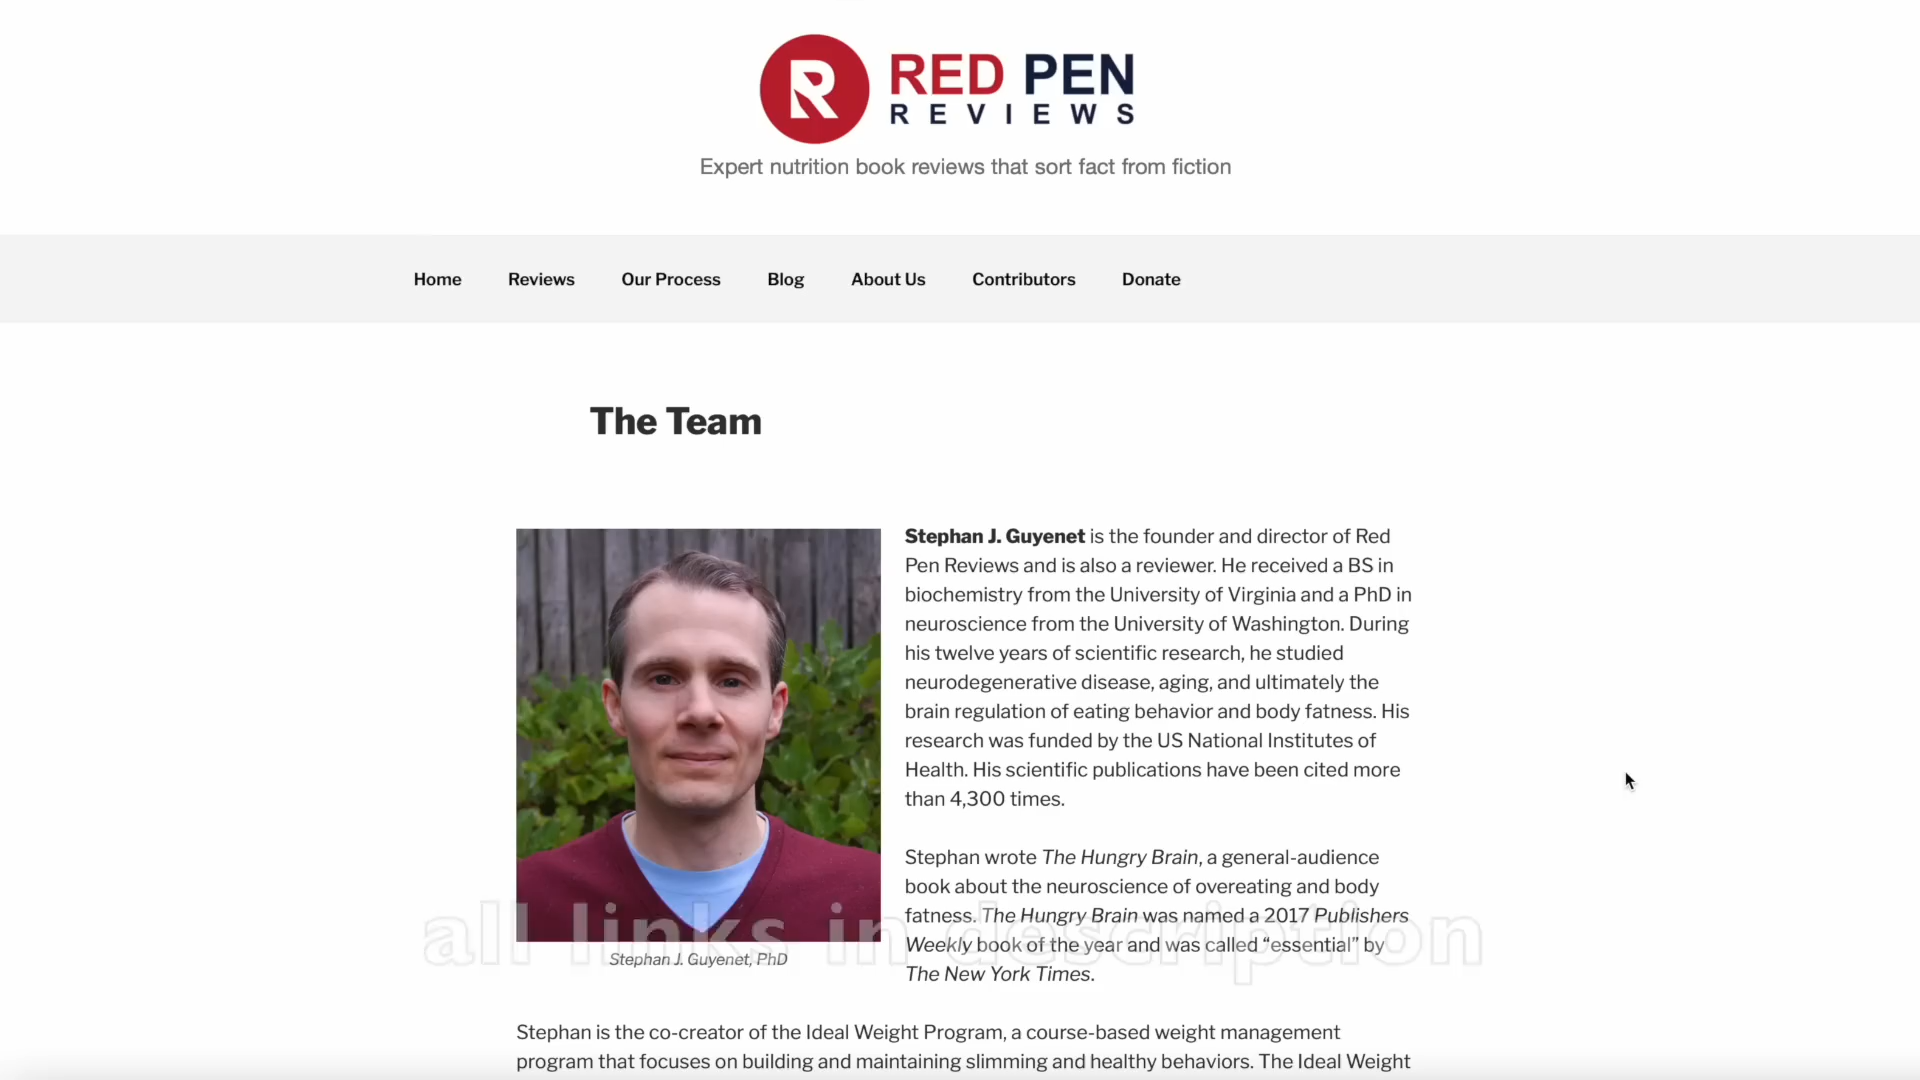 R RED PEN
REVIEWS
Expert nutrition book reviews that sort fact from fiction
Home Reviews Our Process Blog About Us Contributors Donate
The Team
Stephan J. Guyenet is the founder and director of Red
Pen Reviews and is also a reviewer. He received a BS in
biochemistry from the University of Virginia and a PhD in
neuroscience from the University of Washington. During
his twelve years of scientific research, he studied
neurodegenerative disease, aging, and ultimately the
brain regulation of eating behavior and body fatness. His
research was funded by the US National Institutes of
Health. His scientific publications have been cited more
than 4,300 times.
Stephan wrote The Hungry Brain, a general-audience
book about the neuroscience of overeating and body
fatness. The Hungry Brain was named a 2017 Publishers
Weekly book of the year and was called “essential” by
The New York Times.
all links in description
Stephan J. Guyenet, PhD
Stephan is the co-creator of the Ideal Weight Program, a course-based weight management
program that focuses on building and maintaining slimming and healthy behaviors. The Ideal Weight